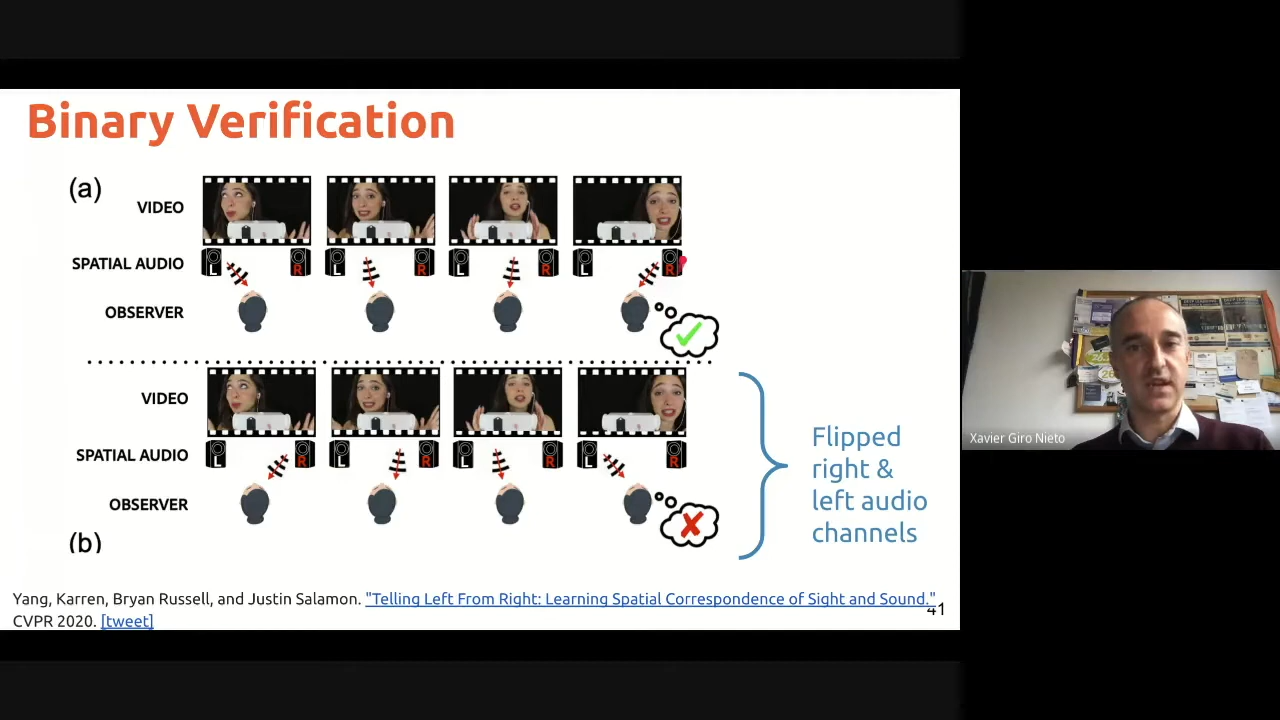 Binary Verification
(a)
VIDEO
SPATIAL AUDIO
L R L R L R L R
OBSERVER
VIDEO
SPATIAL AUDIO
L R L R L R L R
OBSERVER
(b)
Flipped
right &
left audio
channels
Yang, Karren, Bryan Russell, and Justin Salamon. "Telling Left From Right: Learning Spatial Correspondence of Sight and Sound."
CVPR 2020. [tweet]
41
Xavier Giro Nieto